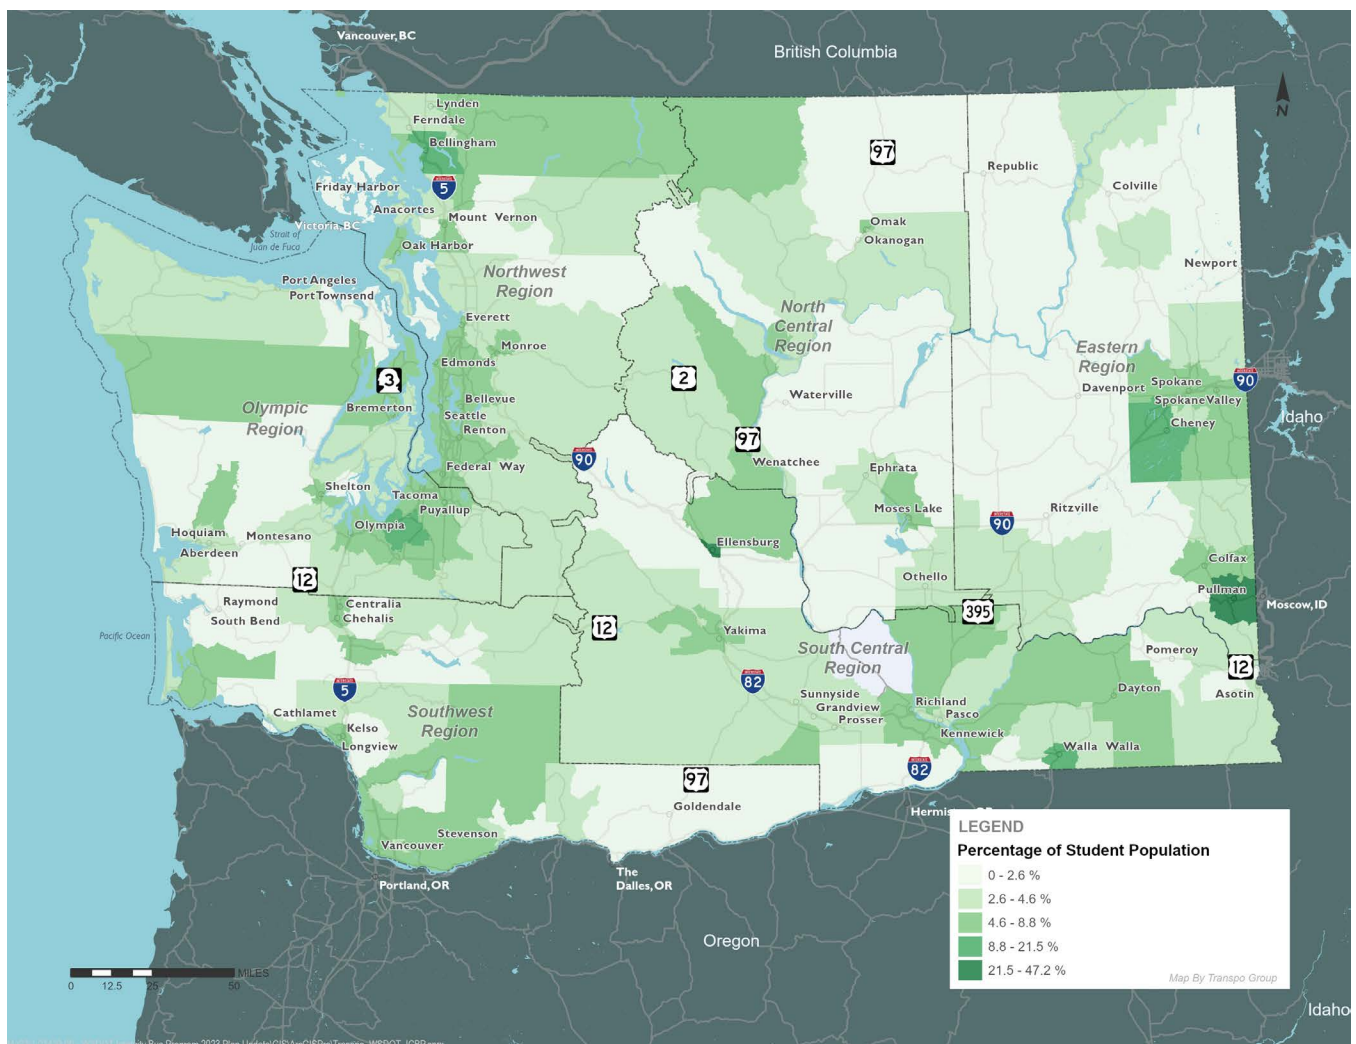 Vancouver, BC
British Columbia
Lynden
Ferndale
Bellingham
97
Republic
5
Friday Harbor
Colville
Anacortes
Mount Vernon
Victoria, BC
Strait of
Juan de Fuca
Omak
Okanogan
Oak Harbor
Newport
Northwest
Region
Port Angeles
Port Townsend
North
Central
Region
Everett
Monroe
Eastern
Region
Edmonds
3
2
Davenport
Spokane
90
Spokane Valley
Bellevue
Waterville
Bremerton
Olympic
Region
Seattle
Renton
Idaho
Cheney
97
90
Wenatchee
Federal Way
Ephrata
Shelton
Tacoma
Puyallup
Moses Lake
Ritzville
90
Olympia
Hoquiam
Montesano
Aberdeen
Ellensburg
Colfax
12
Othello
Pullman
Raymond
Centralia
Moscow, ID
South Bend
Chehalis
395
12
Yakima
Pacific Ocean
South Central
Region
Pomeroy
12
5
82
Dayton
Asotin
Sunnyside
Grandview
Prosser
Richland
Pasco
Cathlamet
Southwest
Region
Kelso
Longview
Kennewick
Walla Walla
82
97
Goldendale
Stevenson
Vancouver
The
Dalles, OR
Portland, OR
LEGEND
Percentage of Student Population
0 - 2.6 %
2.6 - 4.6 %
4.6 - 8.8 %
8.8 - 21.5 %
21.5 - 47.2 %
Map By Transpo Group
Oregon
MILES
0 12.5 25 50
Idaho
N